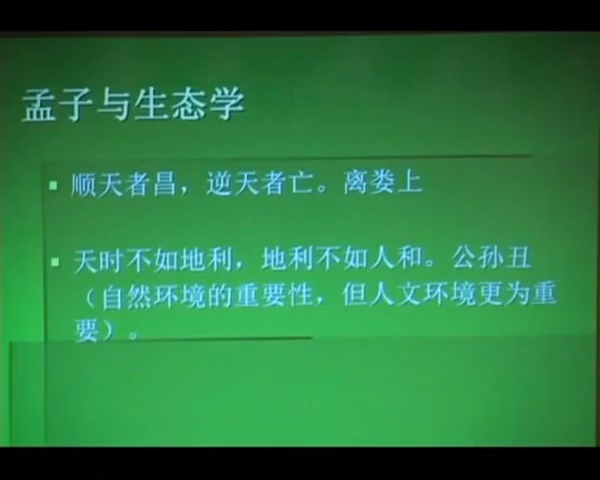 孟子与生态学
▪ 顺天者昌，逆天者亡。离娄上
▪ 天时不如地利，地利不如人和。公孙丑
（自然环境的重要性，但人文环境更为重
要）。